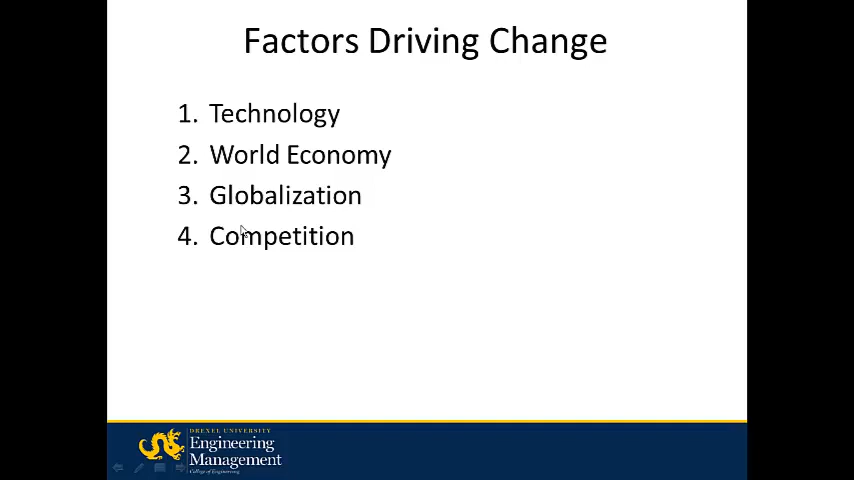 Factors Driving Change
1. Technology
2. World Economy
3. Globalization
4. Competition
DREXEL UNIVERSITY
Engineering
Management
College of Engineering